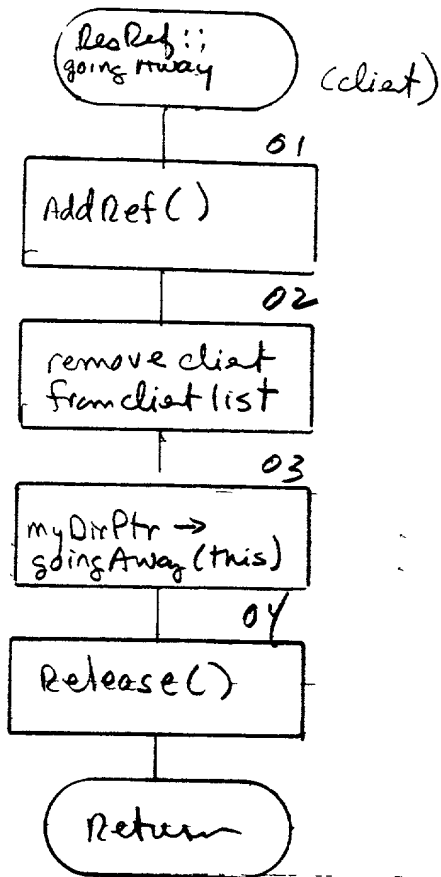 ResRef::
going Away
(client)
01
AddRef()
02
remove client
from client list
03
myDirPtr →
goingAway (this)
04
Release()
Return